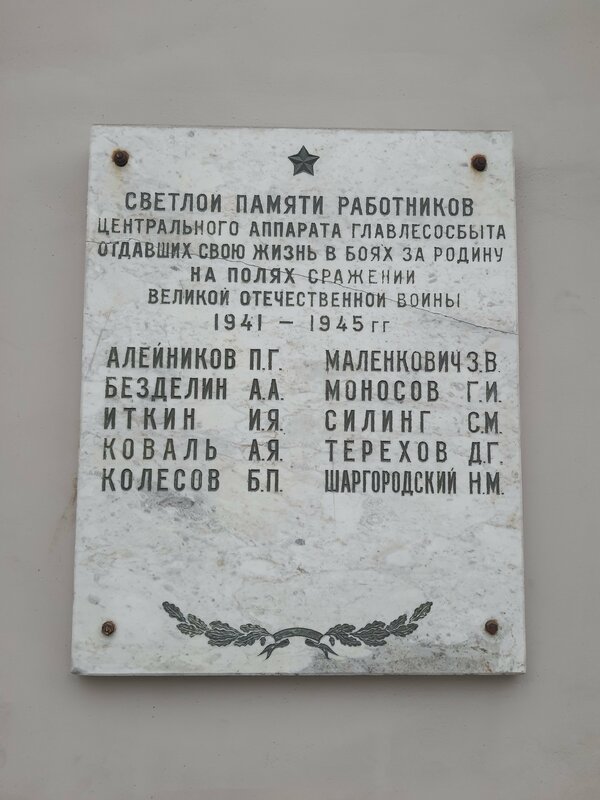 СВЕТЛОЙ ПАМЯТИ РАБОТНИКОВ
ЦЕНТРАЛЬНОГО АППАРАТА ГЛАВЛЕСОСБЫТА
ОТДАВШИХ СВОЮ ЖИЗНЬ В БОЯХ ЗА РОДИНУ
НА ПОЛЯХ СРАЖЕНИЙ
ВЕЛИКОЙ ОТЕЧЕСТВЕННОЙ ВОЙНЫ
1941 — 1945 гг
АЛЕЙНИКОВ П.Г.
БЕЗДЕЛИН А.А.
ИТКИН И.Я.
КОВАЛЬ А.Я.
КОЛЕСОВ Б.П.
МАЛЕНКОВИЧ З.В.
МОНОСОВ Г.И.
СИЛИНГ С.М.
ТЕРЕХОВ Д.Г.
ШАРГОРОДСКИЙ Н.М.